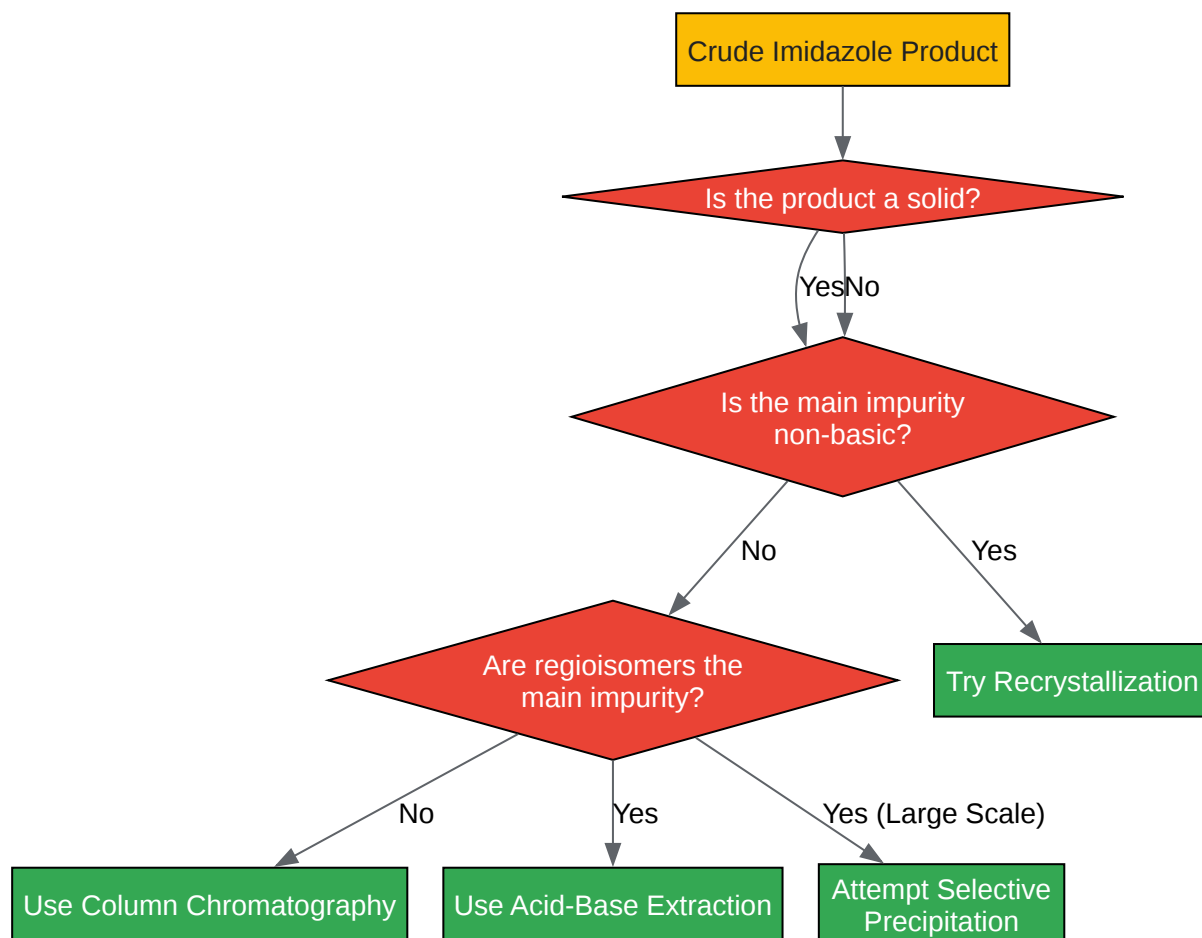 Crude Imidazole Product
Is the product a solid?
Yes
No
Is the main impurity
non-basic?
No
Yes
Are regioisomers the
main impurity?
Try Recrystallization
No
Yes
Yes (Large Scale)
Use Column Chromatography
Use Acid-Base Extraction
Attempt Selective
Precipitation